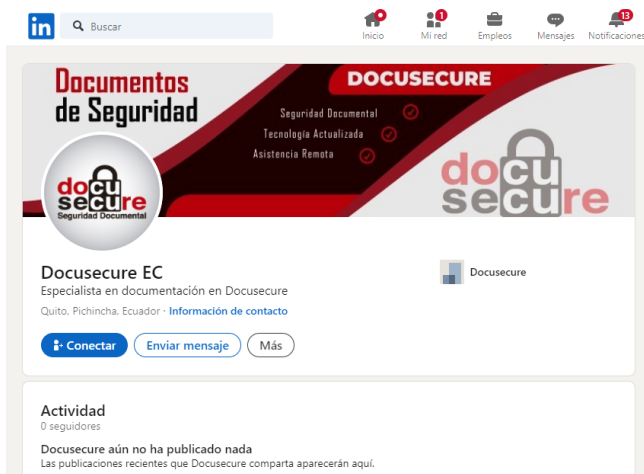 in
Buscar
1
13
Inicio
Mi red
Empleos
Mensajes
Notificaciones
Documentos
de Seguridad
DOCUSECURE
Seguridad Documental
Tecnología Actualizada
Asistencia Remota
docu
secure
Seguridad Documental
docu
secure
Docusecure EC
Especialista en documentación en Docusecure
Quito, Pichincha, Ecuador · Información de contacto
Docusecure
Conectar
Enviar mensaje
Más
Actividad
0 seguidores
Docusecure aún no ha publicado nada
Las publicaciones recientes que Docusecure comparta aparecerán aquí.